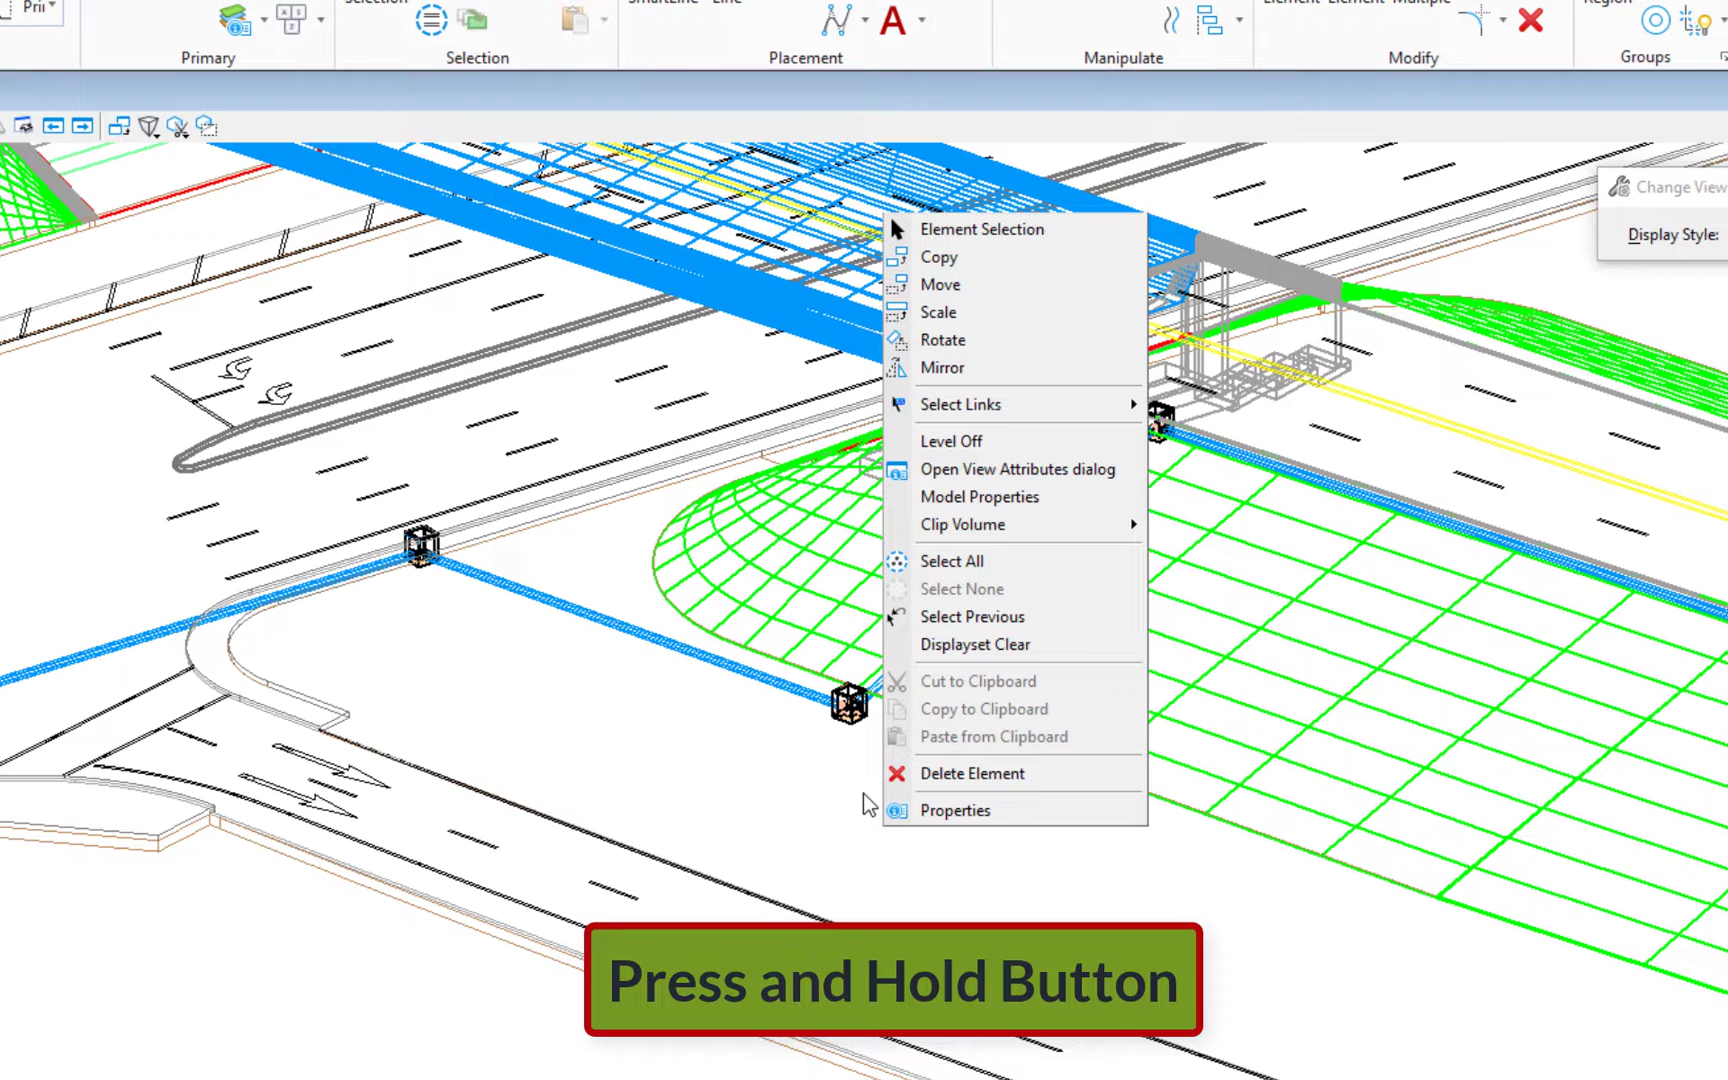 Pri
Primary
Selection
Placement
Manipulate
Modify
Groups
Change View
Display Style:
Element Selection
Copy
Move
Scale
Rotate
Mirror
Select Links
Level Off
Open View Attributes dialog
Model Properties
Clip Volume
Select All
Select None
Select Previous
Displayset Clear
Cut to Clipboard
Copy to Clipboard
Paste from Clipboard
Delete Element
Properties
Press and Hold Button